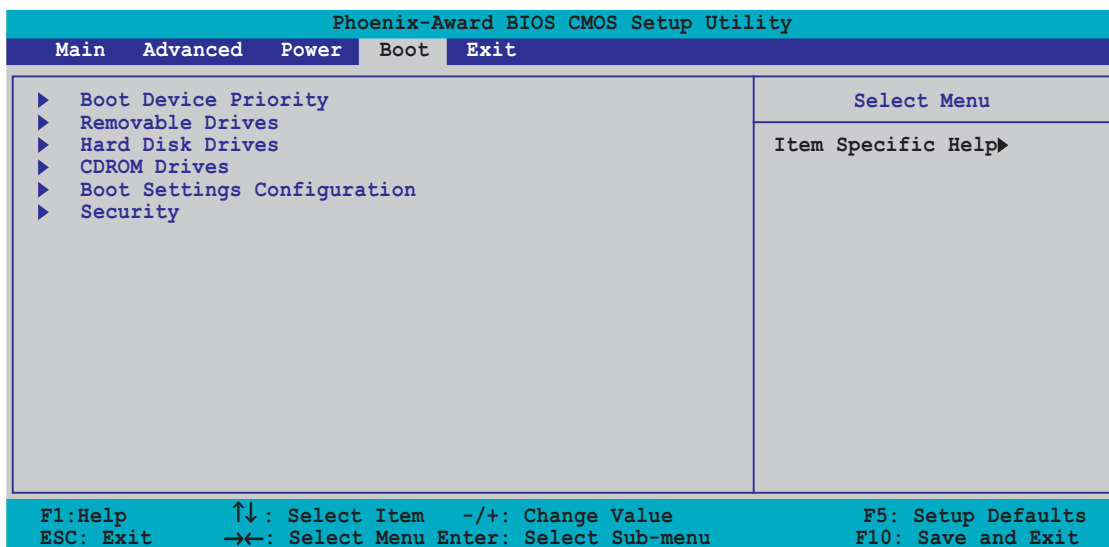 Phoenix-Award BIOS CMOS Setup Utility
Main Advanced Power Boot Exit
Boot Device Priority
Removable Drives
Hard Disk Drives
CDROM Drives
Boot Settings Configuration
Security
Select Menu
Item Specific Help▶
F1:Help ↑↓: Select Item -/+: Change Value F5: Setup Defaults
ESC: Exit →←: Select Menu Enter: Select Sub-menu F10: Save and Exit